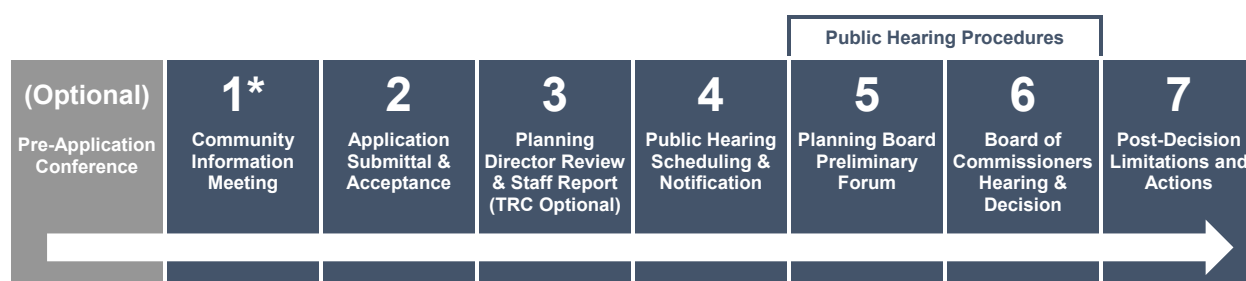 Public Hearing Procedures
(Optional)
Pre-Application
Conference
1*
Community
Information
Meeting
2
Application
Submittal &
Acceptance
3
Planning
Director Review
& Staff Report
(TRC Optional)
4
Public Hearing
Scheduling &
Notification
5
Planning Board
Preliminary
Forum
6
Board of
Commissioners
Hearing &
Decision
7
Post-Decision
Limitations and
Actions